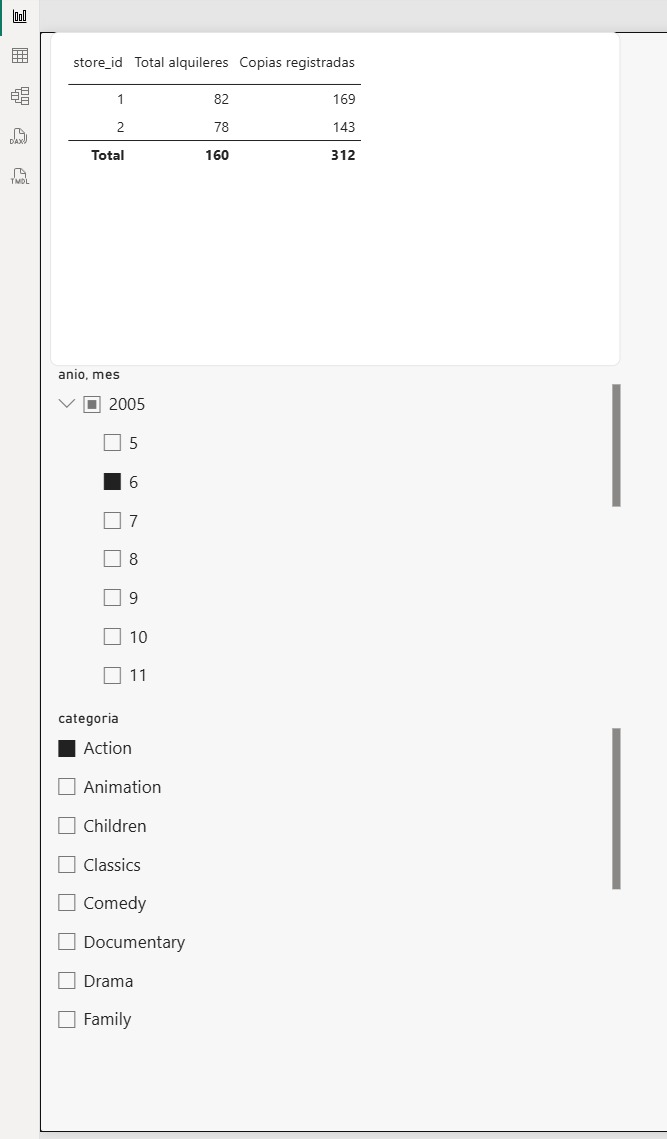 store_id Total alquileres Copias registradas
1 82 169
2 78 143
Total 160 312
DAX
TMDL
anio, mes
2005
5
6
7
8
9
10
11
categoria
Action
Animation
Children
Classics
Comedy
Documentary
Drama
Family